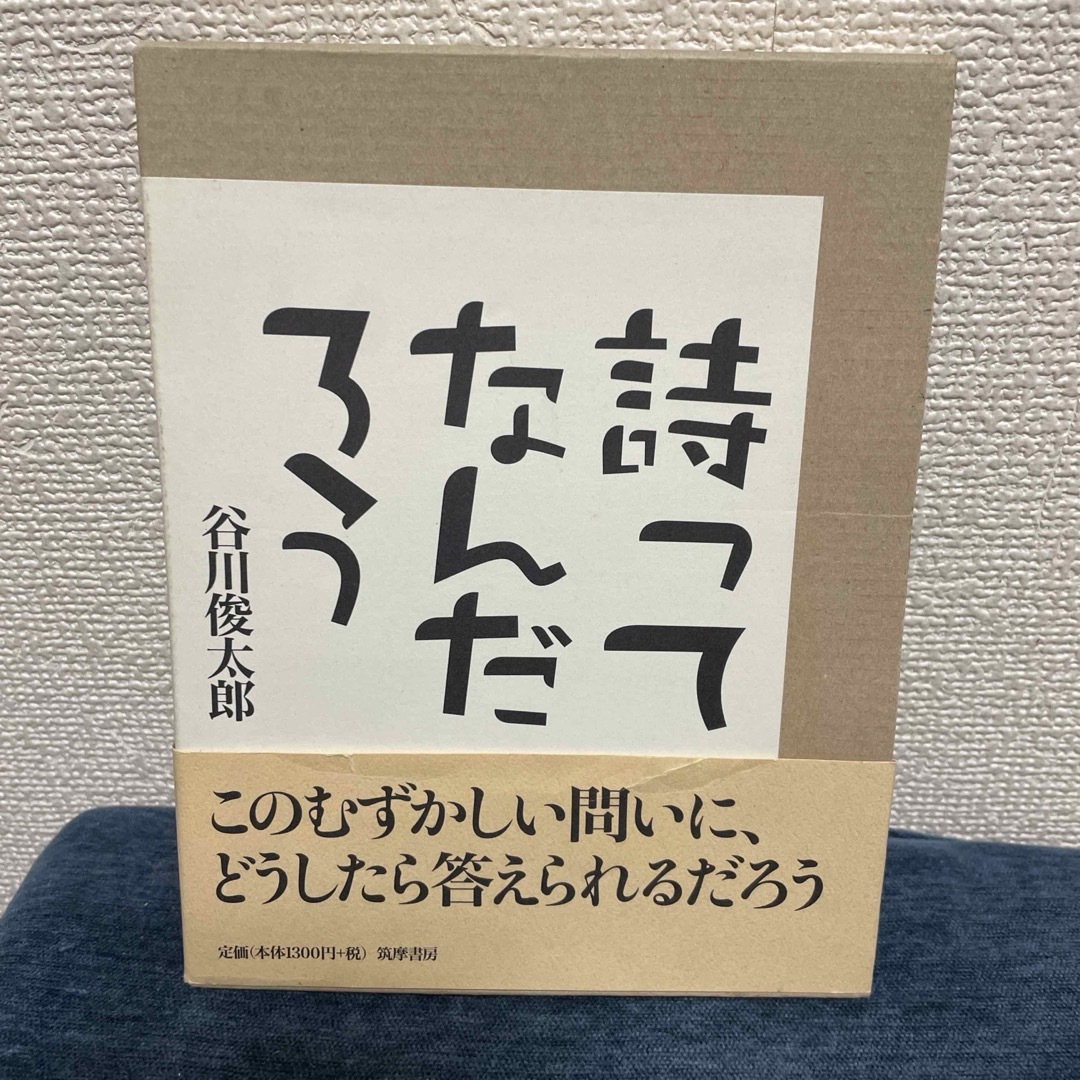 詩って
なんだ
ろう
谷川俊太郎
このむずかしい問いに、
どうしたら答えられるだろう
定価(本体1300円+税) 筑摩書房